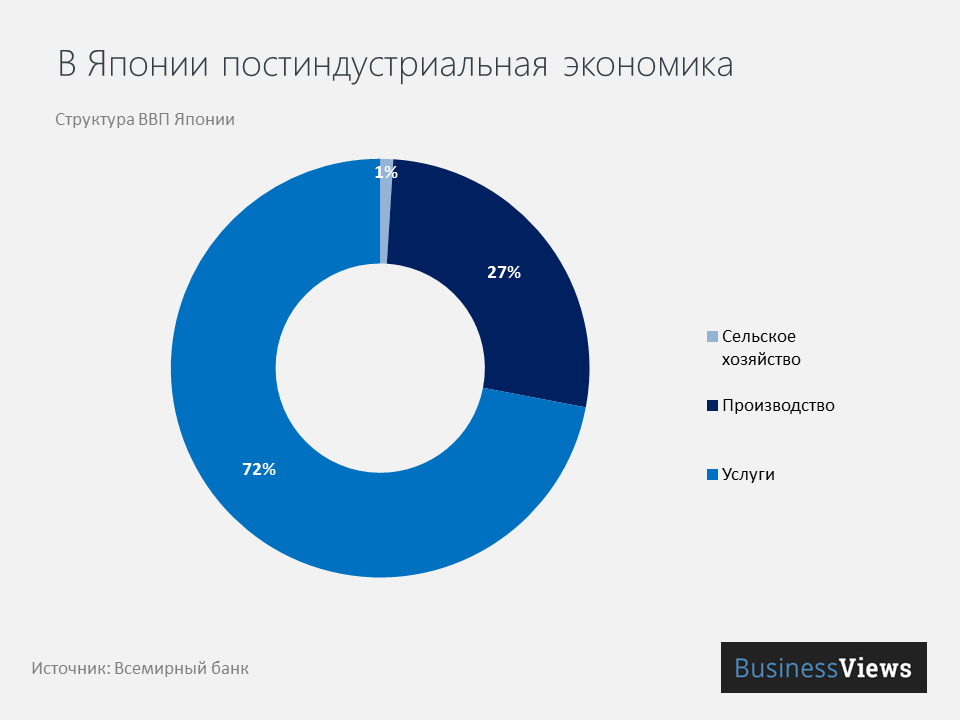 В Японии постиндустриальная экономика
Структура ВВП Японии
1%
27%
72%
Сельское
хозяйство
Производство
Услуги
Источник: Всемирный банк
BusinessViews